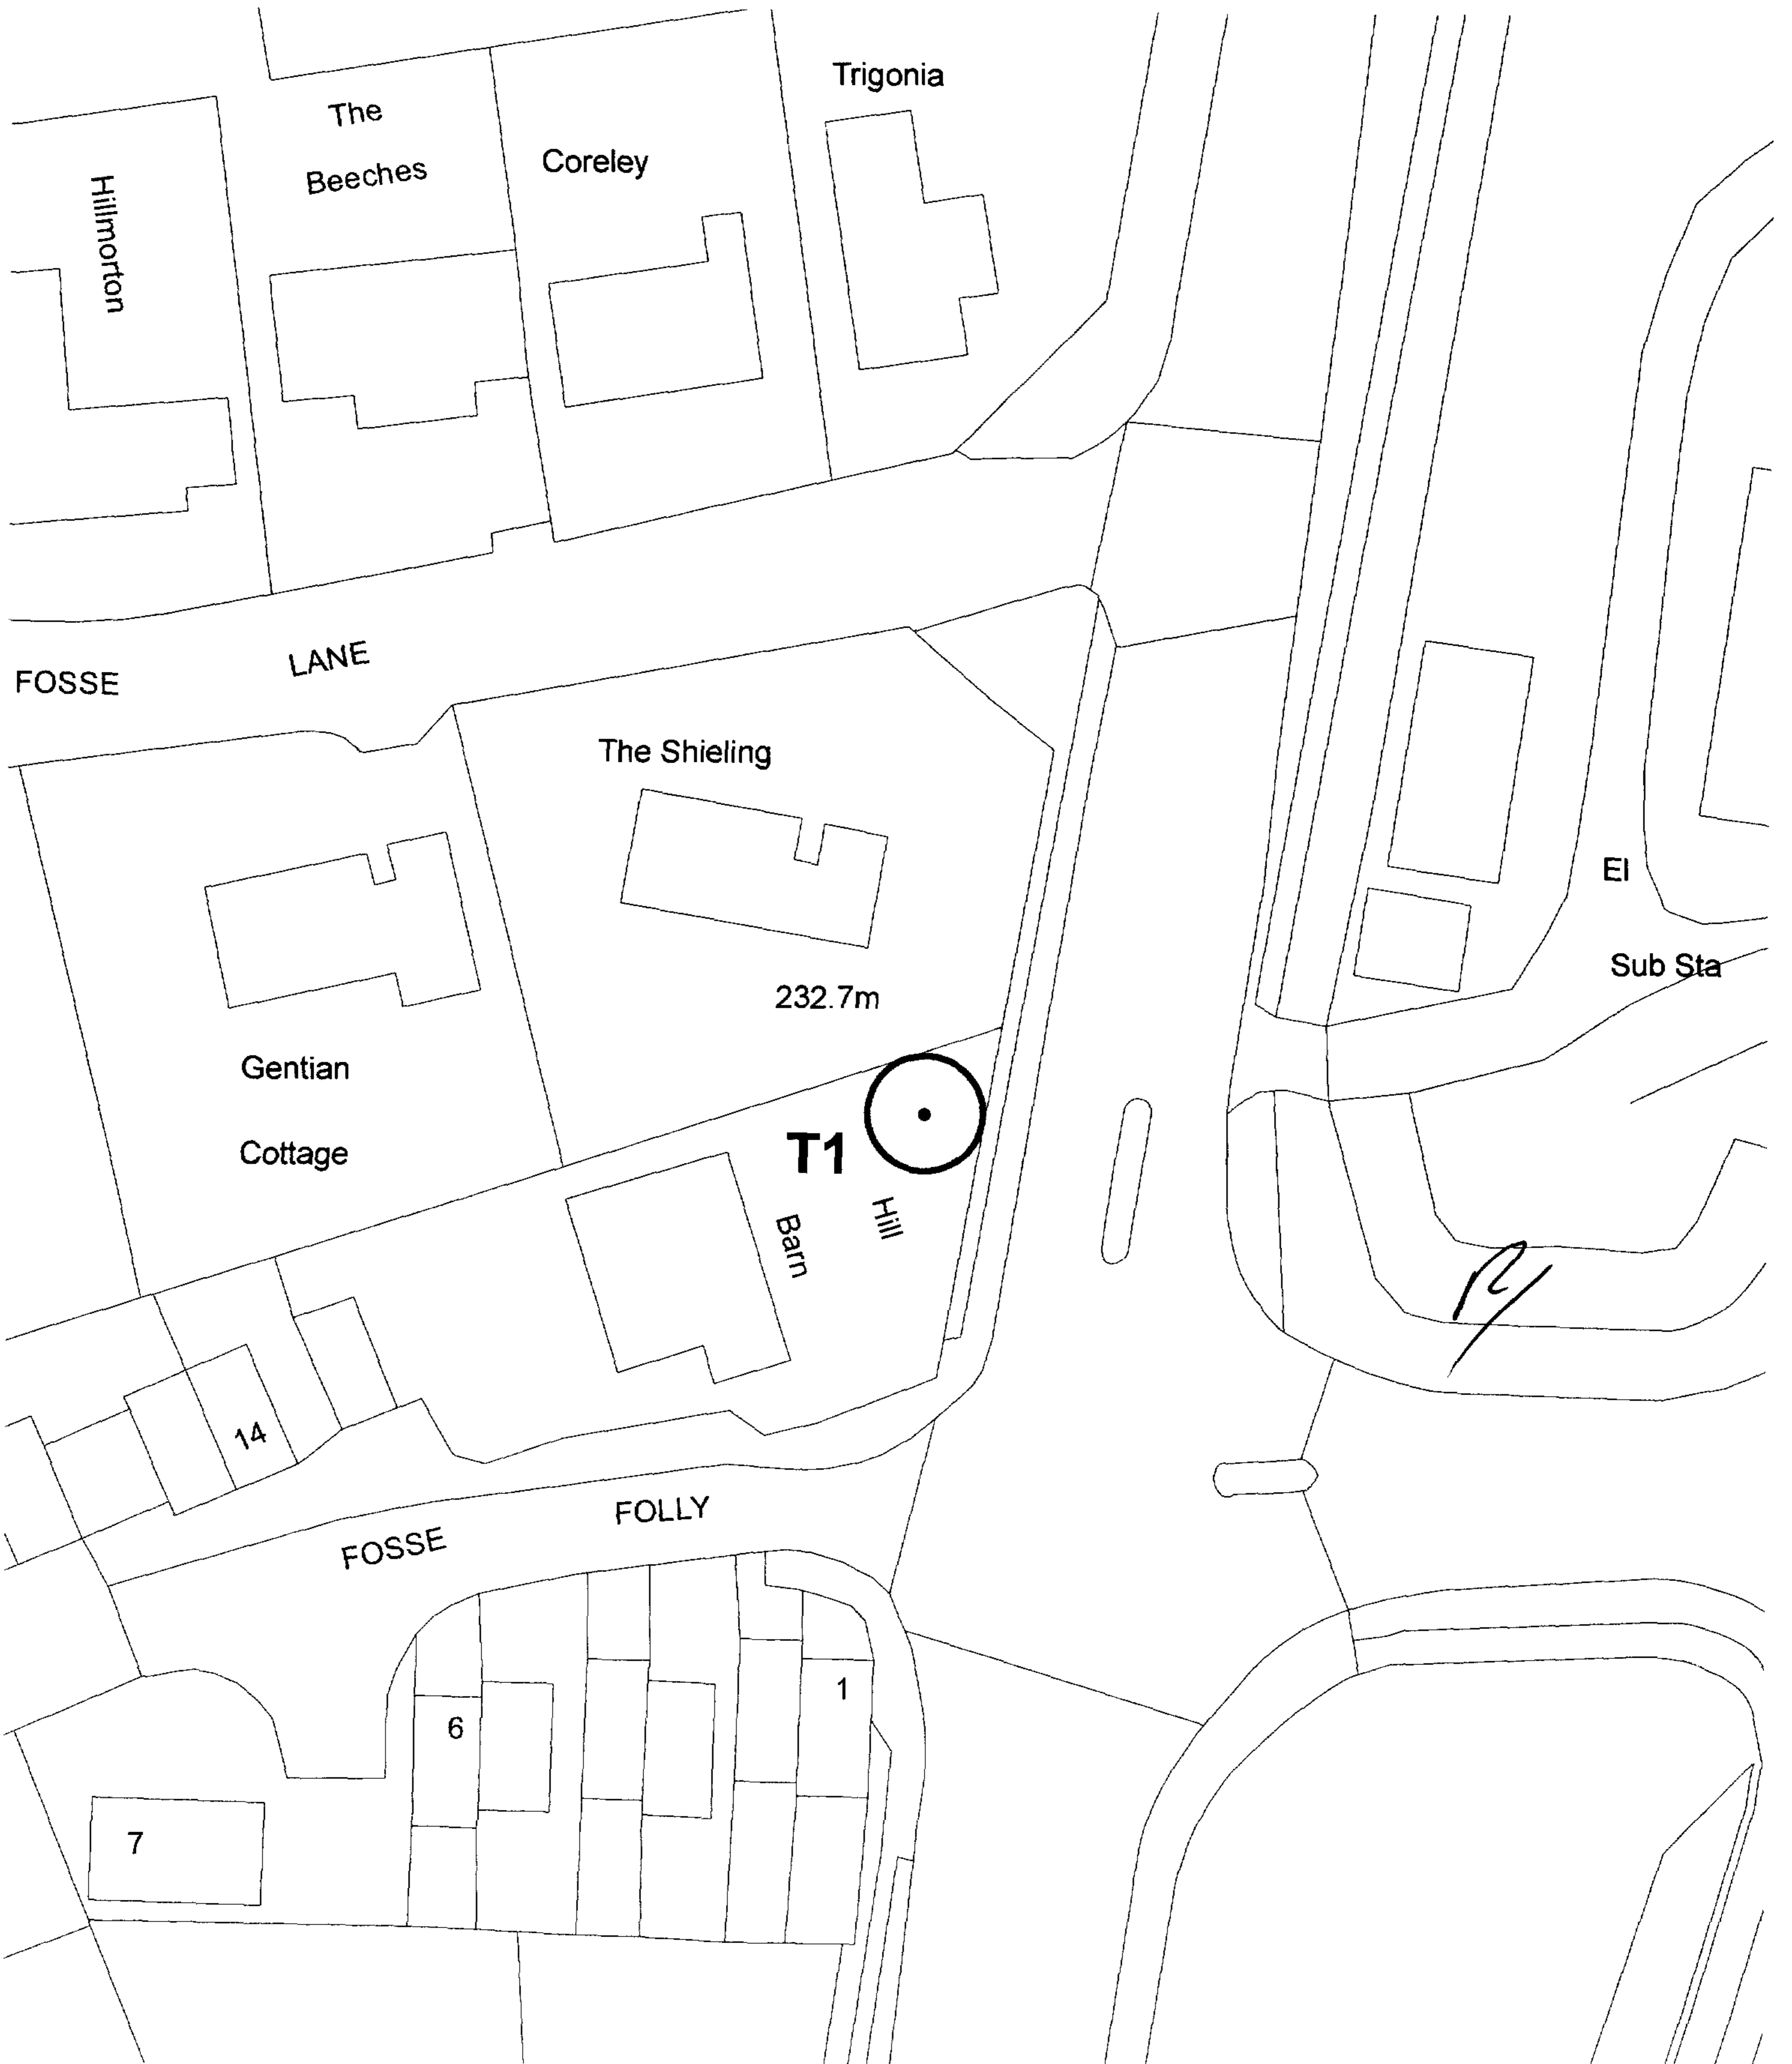 Trigonia
The
Beeches
Coreley
Hillmorton
FOSSE LANE
The Shieling
232.7m
El
Sub Sta
Gentian
Cottage
T1
Barn
Hill
14
FOSSE FOLLY
1
6
7